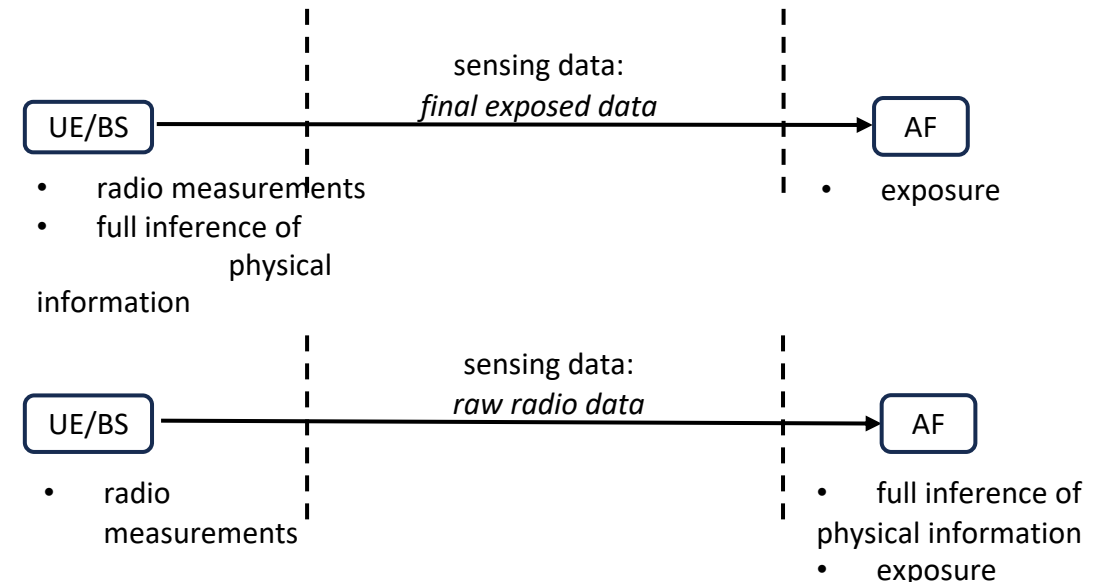 sensing data:
final exposed data
UE/BS
AF
• radio measurements
• full inference of
physical
information
• exposure
sensing data:
raw radio data
UE/BS
AF
• radio
measurements
• full inference of
physical information
• exposure